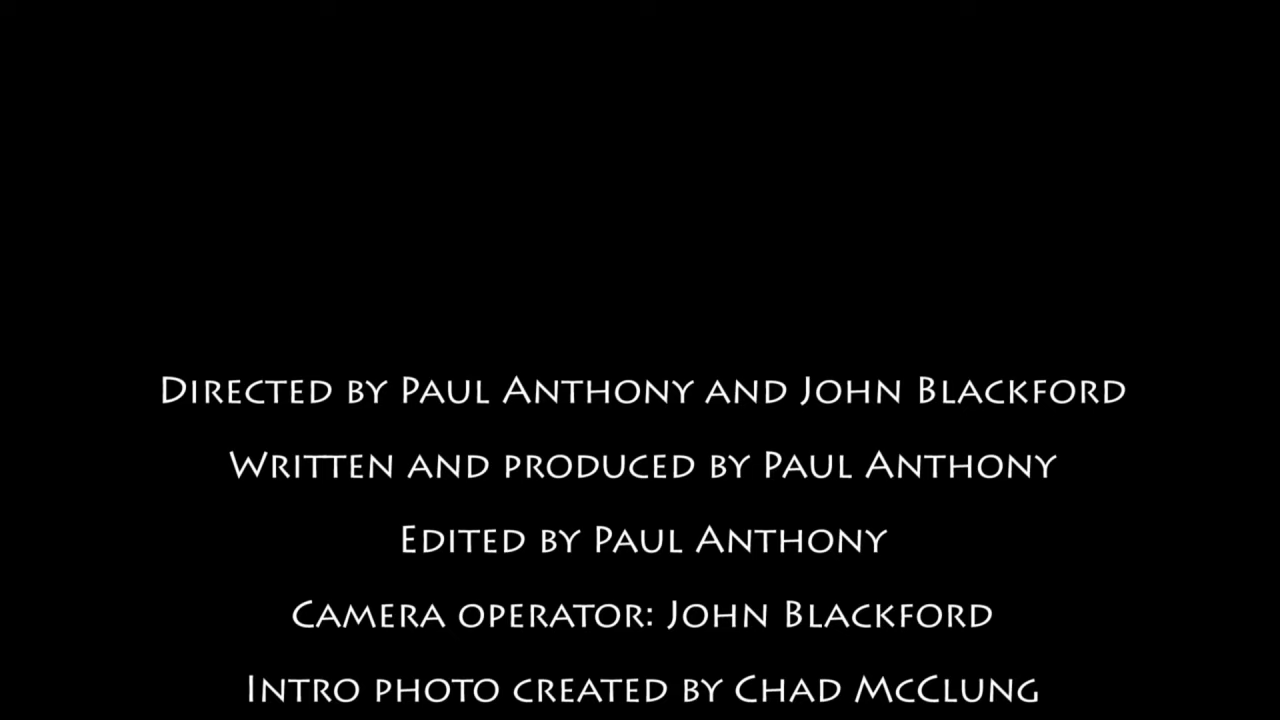 Directed by Paul Anthony and John Blackford
Written and produced by Paul Anthony
Edited by Paul Anthony
Camera operator: John Blackford
Intro photo created by Chad McClung